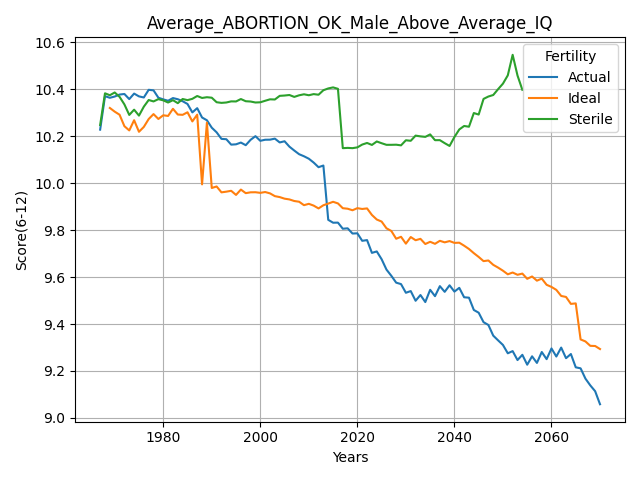 Average_ABORTION_OK_Male_Above_Average_IQ
Score(6-12)
10.6
10.4
10.2
10.0
9.8
9.6
9.4
9.2
9.0
Fertility
Actual
Ideal
Sterile
1980
2000
2020
2040
2060
Years